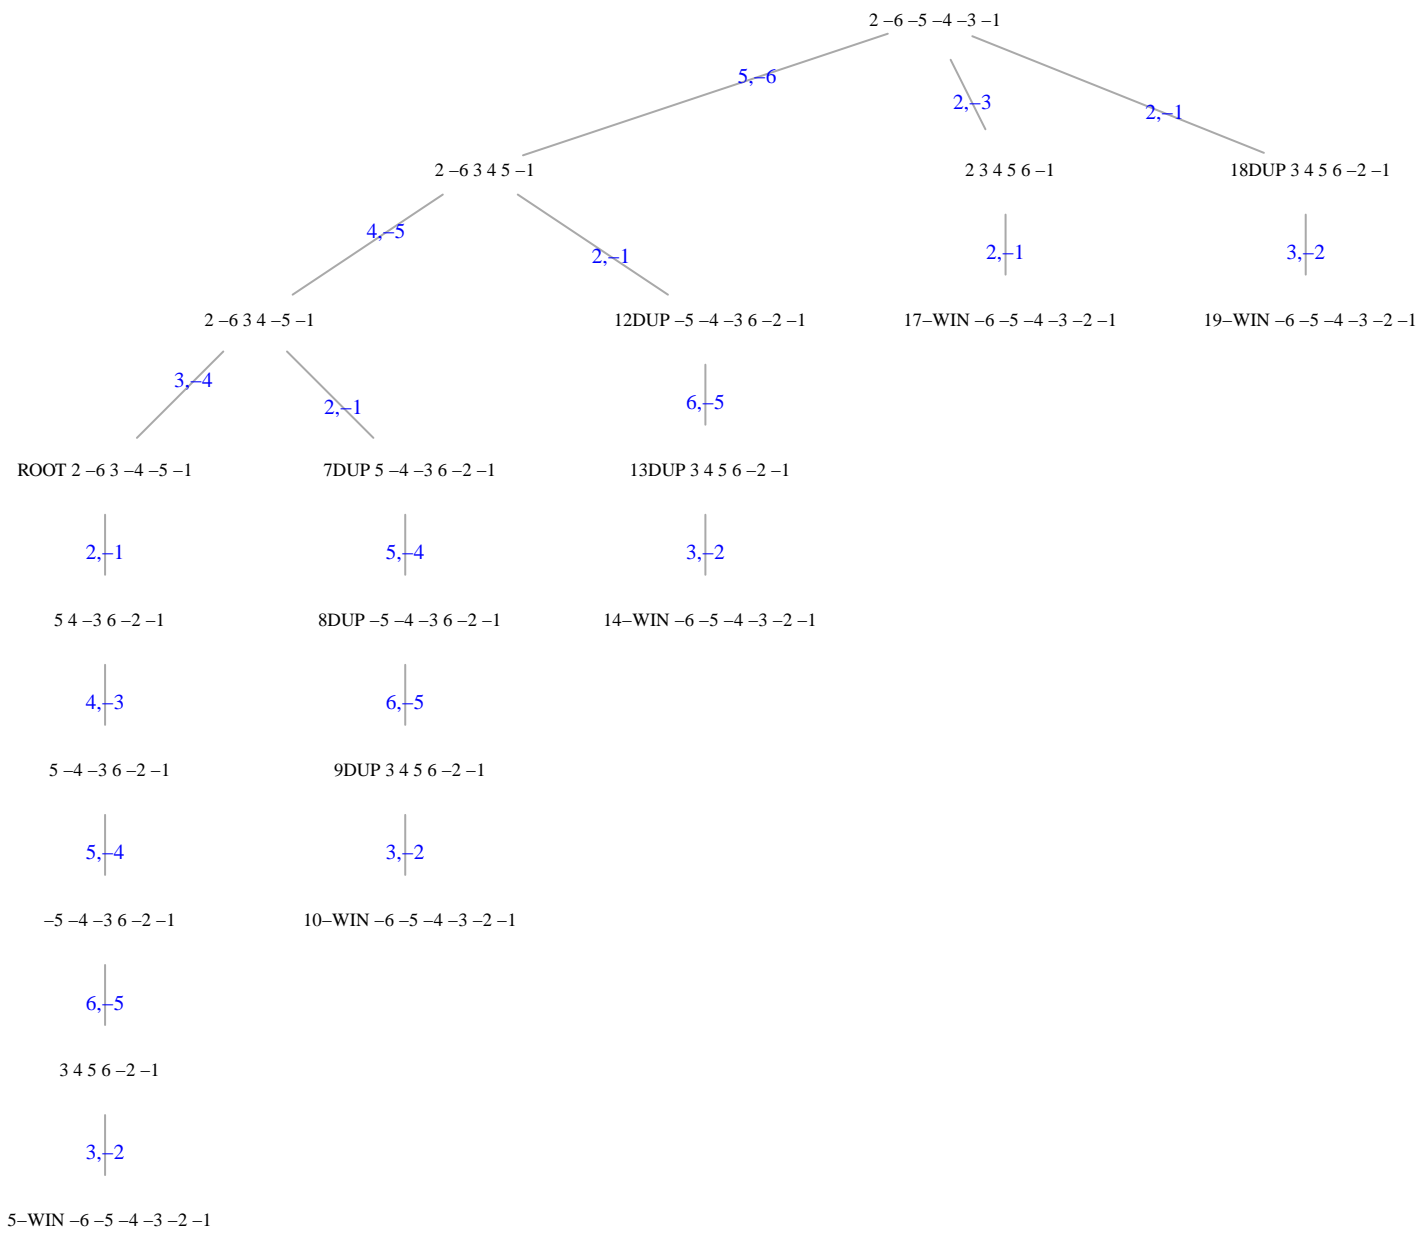 2 –6 –5 –4 –3 –1
5,–6
2,–3
2,–1
2 –6 3 4 5 –1
2 3 4 5 6 –1
18DUP 3 4 5 6 –2 –1
4,–5
2,–1
2,–1
3,–2
2 –6 3 4 –5 –1
12DUP –5 –4 –3 6 –2 –1
17–WIN –6 –5 –4 –3 –2 –1
19–WIN –6 –5 –4 –3 –2 –1
3,–4
2,–1
6,–5
ROOT 2 –6 3 –4 –5 –1
7DUP 5 –4 –3 6 –2 –1
13DUP 3 4 5 6 –2 –1
2,–1
5,–4
3,–2
5 4 –3 6 –2 –1
8DUP –5 –4 –3 6 –2 –1
14–WIN –6 –5 –4 –3 –2 –1
4,–3
6,–5
5 –4 –3 6 –2 –1
9DUP 3 4 5 6 –2 –1
5,–4
3,–2
–5 –4 –3 6 –2 –1
10–WIN –6 –5 –4 –3 –2 –1
6,–5
3 4 5 6 –2 –1
3,–2
5–WIN –6 –5 –4 –3 –2 –1